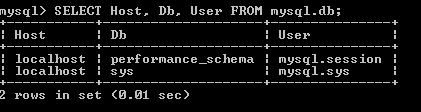 mysql> SELECT Host, Db, User FROM mysql.db;
+-----------+--------------------+---------------+
| Host      | Db                 | User          |
+-----------+--------------------+---------------+
| localhost | performance_schema | mysql.session |
| localhost | sys                | mysql.sys     |
+-----------+--------------------+---------------+
2 rows in set (0.01 sec)